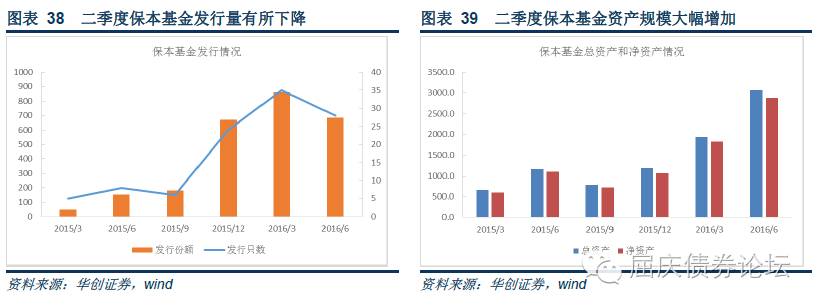 图表 38 二季度保本基金发行量有所下降
保本基金发行情况
1000
900
800
700
600
500
400
300
200
100
0
40
35
30
25
20
15
10
5
0
2015/3 2015/6 2015/9 2015/12 2016/3 2016/6
发行份额 发行只数
资料来源：华创证券，wind
图表 39 二季度保本基金资产规模大幅增加
保本基金总资产和净资产情况
3500.0
3000.0
2500.0
2000.0
1500.0
1000.0
500.0
0.0
2015/3 2015/6 2015/9 2015/12 2016/3 2016/6
总资产 净资产
资料来源：华创证券，wind
屈庆债券论坛